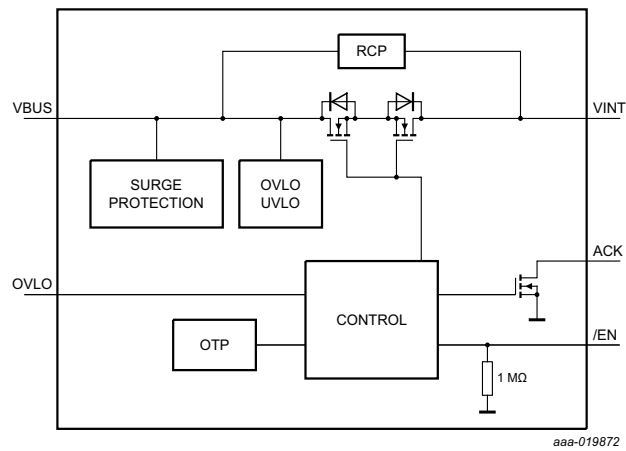 RCP
VBUS
VINT
SURGE
PROTECTION
OVLO
UVLO
ACK
OVLO
CONTROL
OTP
/EN
1 MΩ
aaa-019872